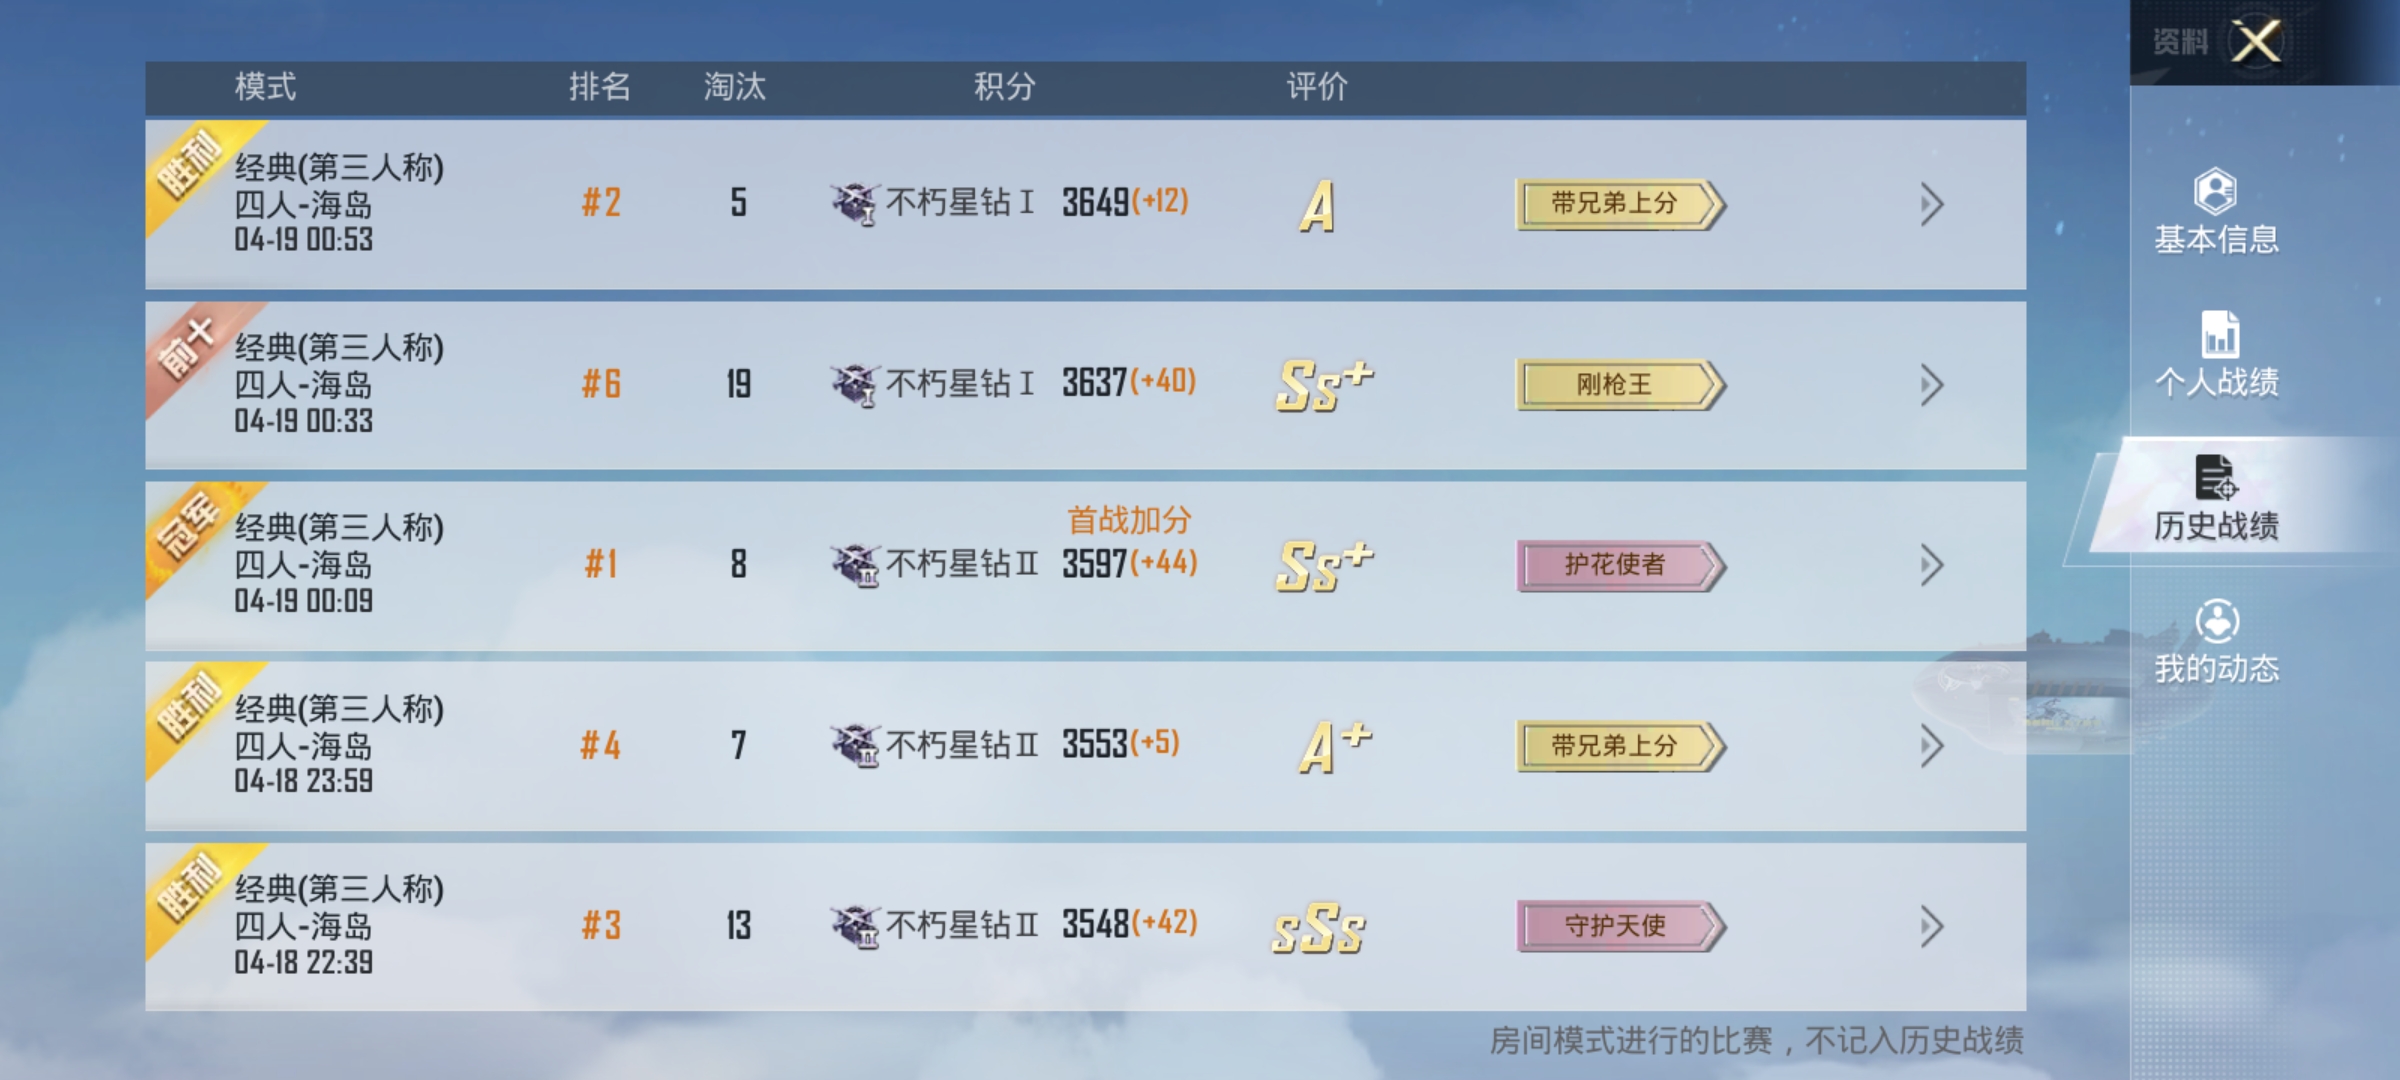 资料
模式 排名 淘汰 积分 评价
胜利
经典(第三人称)
四人-海岛
04-19 00:53
#2 5 不朽星钻Ⅰ 3649(+12) A 带兄弟上分
前十
经典(第三人称)
四人-海岛
04-19 00:33
#6 19 不朽星钻Ⅰ 3637(+40) Ss+ 刚枪王
冠军
经典(第三人称)
四人-海岛
04-19 00:09
首战加分
#1 8 不朽星钻Ⅱ 3597(+44) Ss+ 护花使者
胜利
经典(第三人称)
四人-海岛
04-18 23:59
#4 7 不朽星钻Ⅱ 3553(+5) A+ 带兄弟上分
胜利
经典(第三人称)
四人-海岛
04-18 22:39
#3 13 不朽星钻Ⅱ 3548(+42) sSs 守护天使
房间模式进行的比赛，不记入历史战绩
基本信息
个人战绩
历史战绩
我的动态